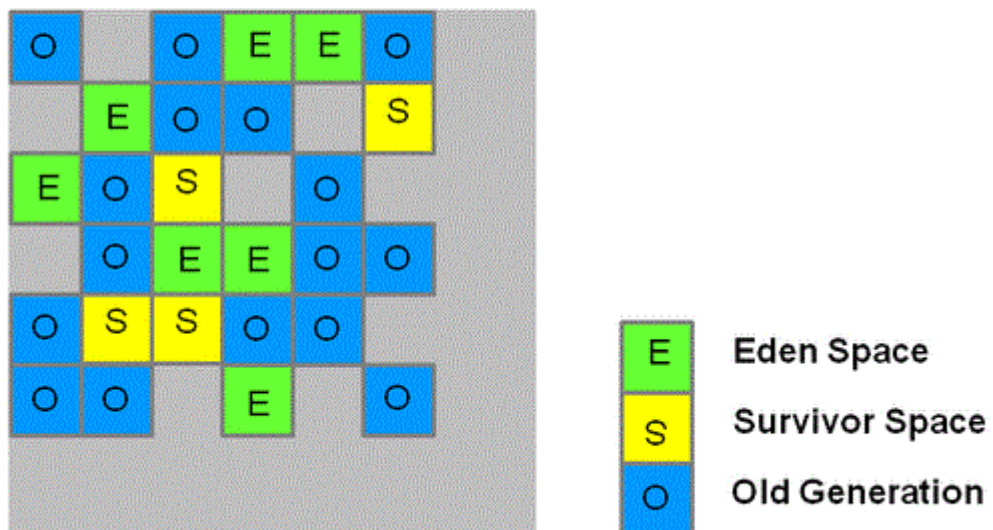 O O E E O
E O O S
E O S O
O E E O O
O S S O O
O O E O
E Eden Space
S Survivor Space
O Old Generation